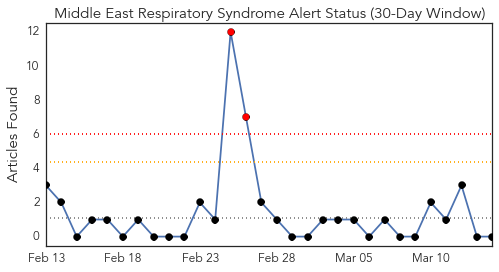 Middle East Respiratory Syndrome Alert Status (30-Day Window)
Articles Found
12
10
8
6
4
2
0
Feb 13
Feb 18
Feb 23
Feb 28
Mar 05
Mar 10